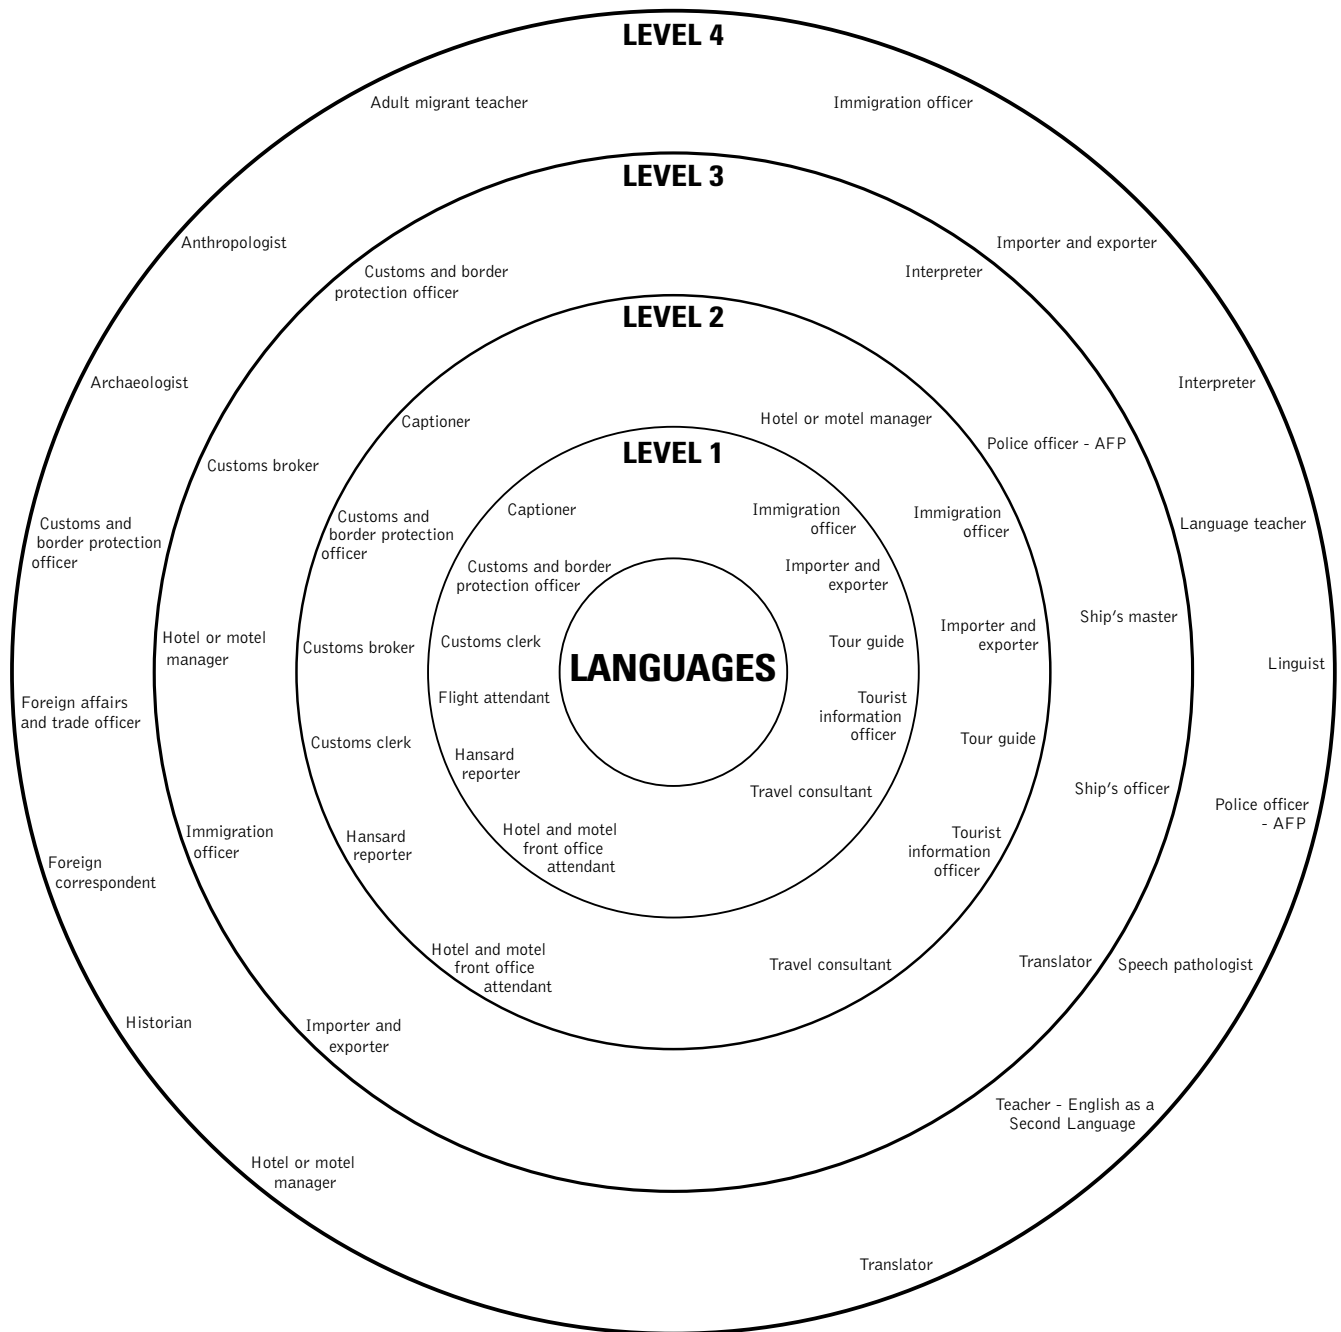 LEVEL 4
Adult migrant teacher
Immigration officer
Anthropologist
Importer and exporter
Archaeologist
Interpreter
Customs and
border protection
officer
Language teacher
Foreign affairs
and trade officer
Linguist
Foreign
correspondent
Police officer
- AFP
Historian
Speech pathologist
Hotel or motel
manager
Teacher - English as a
Second Language
Translator
LEVEL 3
Customs and border
protection officer
Interpreter
Customs broker
Police officer - AFP
Hotel or motel
manager
Ship's master
Immigration
officer
Ship's officer
Importer and
exporter
Translator
LEVEL 2
Captioner
Hotel or motel manager
Customs and
border protection
officer
Immigration
officer
Customs broker
Importer and
exporter
Customs clerk
Tour guide
Hansard
reporter
Tourist
information
officer
Hotel and motel
front office
attendant
Travel consultant
LEVEL 1
Captioner
Immigration
officer
Customs and border
protection officer
Importer and
exporter
Customs clerk
Tour guide
Flight attendant
Tourist
information
officer
Hansard
reporter
Travel consultant
Hotel and motel
front office
attendant
LANGUAGES